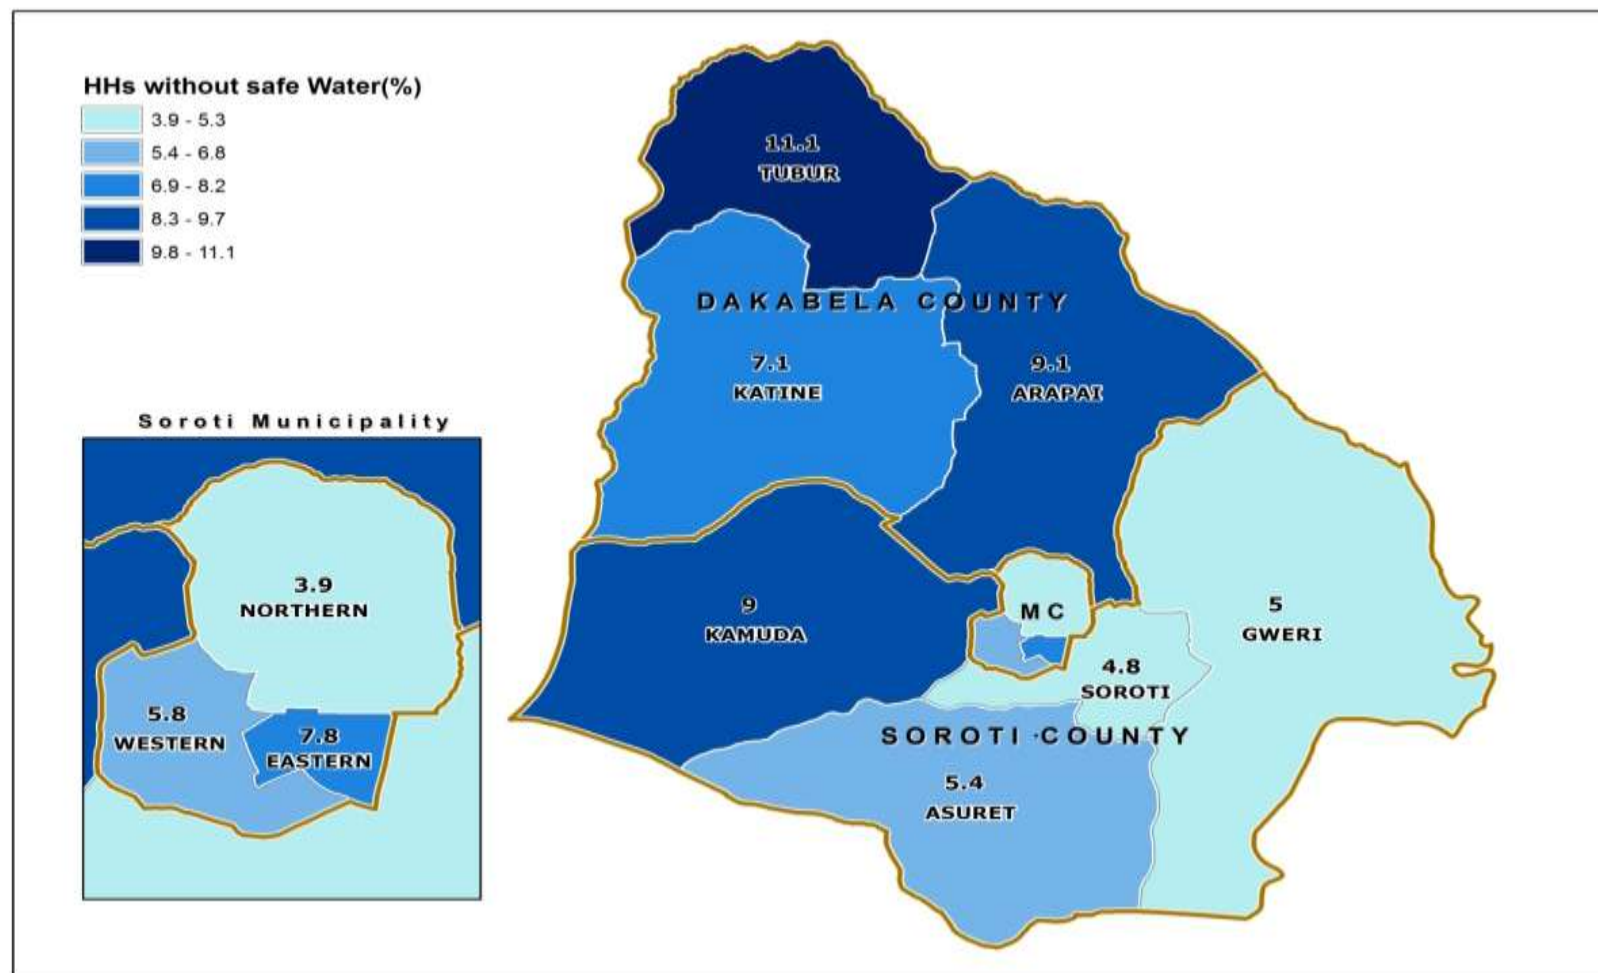 HHs without safe Water(%)
3.9 - 5.3
5.4 - 6.8
6.9 - 8.2
8.3 - 9.7
9.8 - 11.1
11.1
TUBUR
DAKABELA COUNTY
7.1
KATINE
9.1
ARAPAI
9
KAMUDA
MC
5
GWERI
4.8
SOROTI
SOROTI COUNTY
5.4
ASURET
Soroti Municipality
3.9
NORTHERN
5.8
WESTERN
7.8
EASTERN